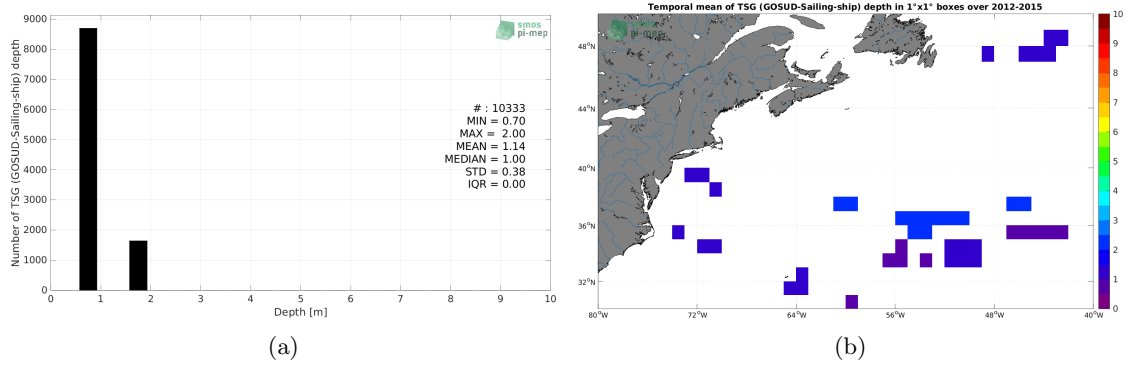 Temporal mean of TSG (GOSUD-Sailing-ship) depth in 1°x1° boxes over 2012-2015
smos
pi-mep
9000
8000
7000
6000
5000
4000
3000
2000
1000
0
Number of TSG (GOSUD-Sailing-ship) depth
# : 10333
MIN = 0.70
MAX = 2.00
MEAN = 1.14
MEDIAN = 1.00
STD = 0.38
IQR = 0.00
0 1 2 3 4 5 6 7 8 9 10
Depth [m]
(a)
smos
pi-mep
48°N
44°N
40°N
36°N
32°N
80°W 72°W 64°W 56°W 48°W 40°W
10
9
8
7
6
5
4
3
2
1
0
(b)